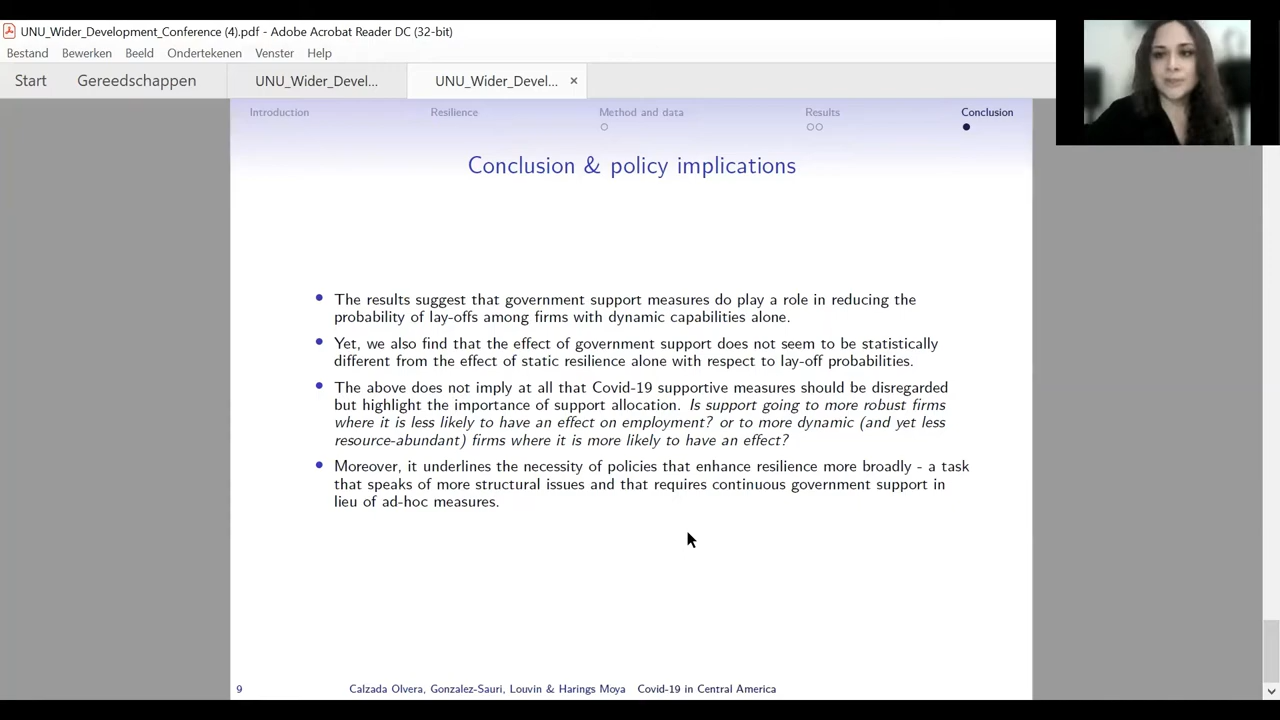 UNU_Wider_Development_Conference (4).pdf - Adobe Acrobat Reader DC (32-bit)
Bestand Bewerken Beeld Ondertekenen Venster Help
Start Gereedschappen UNU_Wider_Devel... UNU_Wider_Devel... ×
Introduction Resilience Method and data Results Conclusion
Conclusion & policy implications
• The results suggest that government support measures do play a role in reducing the
probability of lay-offs among firms with dynamic capabilities alone.
• Yet, we also find that the effect of government support does not seem to be statistically
different from the effect of static resilience alone with respect to lay-off probabilities.
• The above does not imply at all that Covid-19 supportive measures should be disregarded
but highlight the importance of support allocation. Is support going to more robust firms
where it is less likely to have an effect on employment? or to more dynamic (and yet less
resource-abundant) firms where it is more likely to have an effect?
• Moreover, it underlines the necessity of policies that enhance resilience more broadly - a task
that speaks of more structural issues and that requires continuous government support in
lieu of ad-hoc measures.
9 Calzada Olvera, Gonzalez-Sauri, Louvin & Harings Moya Covid-19 in Central America